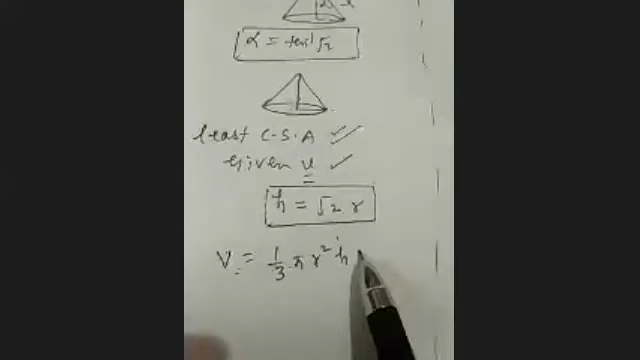 α = tan⁻¹ √2
least C.S.A
Given V
h = √2 r
V = 1/3 π r² h